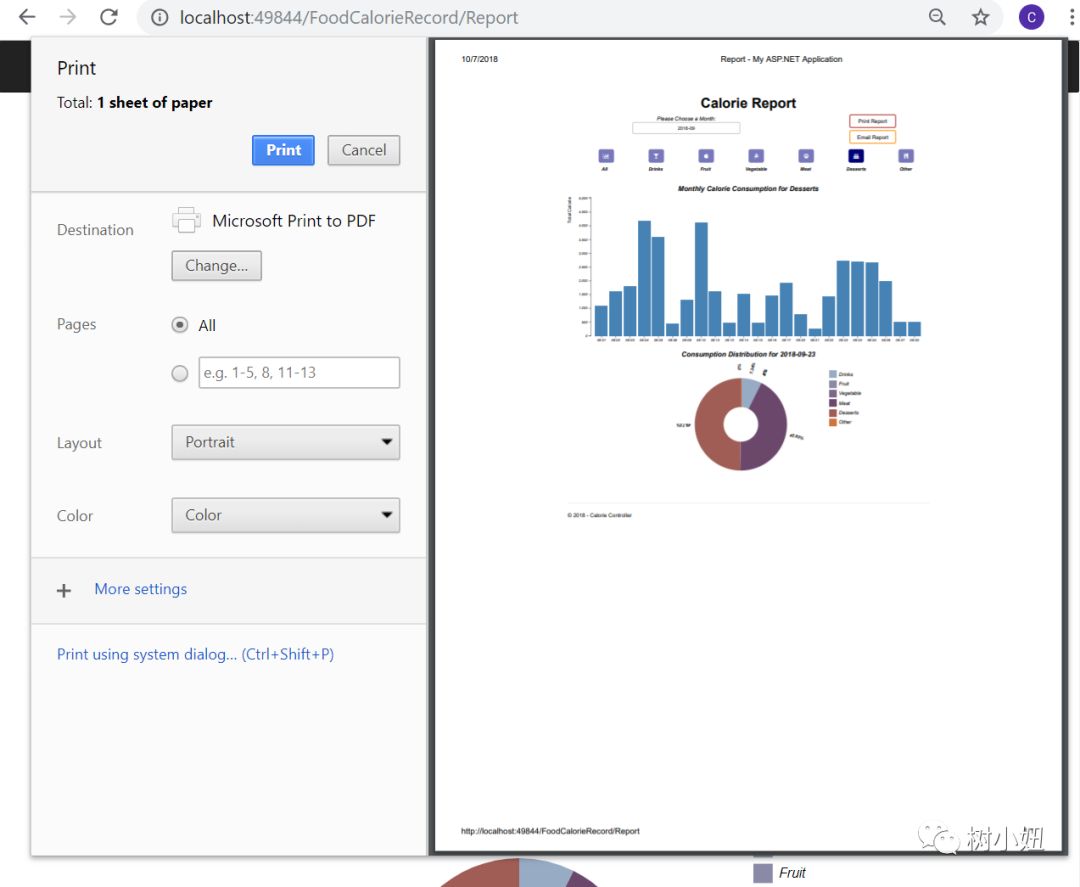 localhost:49844/FoodCalorieRecord/Report
C
Print
Total: 1 sheet of paper
Print
Cancel
Destination
Microsoft Print to PDF
Change...
Pages
All
e.g. 1-5, 8, 11-13
Layout
Portrait
Color
Color
More settings
Print using system dialog... (Ctrl+Shift+P)
10/7/2018
Report - My ASP.NET Application
Calorie Report
Please Choose a Month:
2018-09
Print Report
Email Report
All
Drinks
Fruit
Vegetable
Meat
Desserts
Other
Monthly Calorie Consumption for Desserts
Total Calorie
Consumption Distribution for 2018-09-23
Drinks
Fruit
Vegetable
Meat
Desserts
Other
© 2018 - Calorie Controller
http://localhost:49844/FoodCalorieRecord/Report
树小妞
Fruit